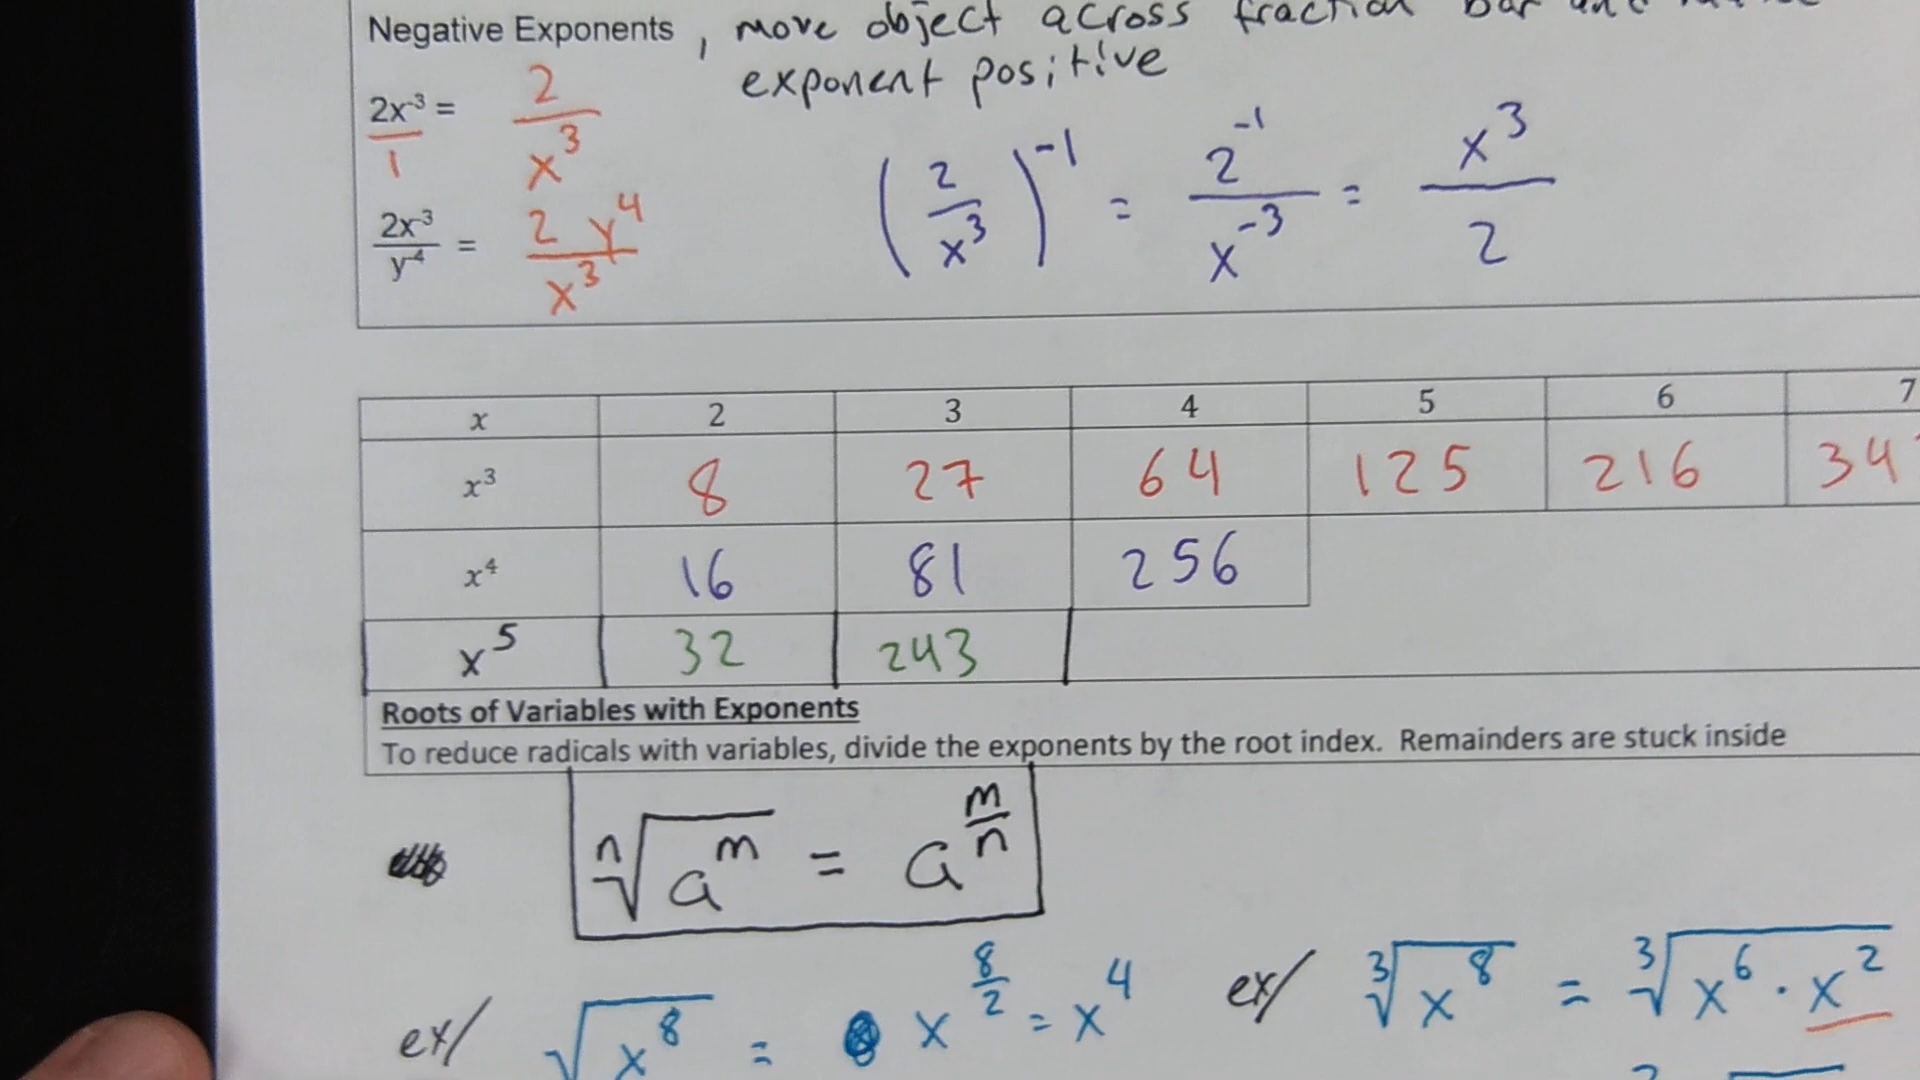 Negative Exponents , move object across fraction bar and
exponent positive
2x⁻³/1 = 2/x³
(2/x³)⁻¹ = 2⁻¹/x⁻³ = x³/2
2x⁻³/y⁻⁴ = 2y⁴/x³
x 2 3 4 5 6 7
x³ 8 27 64 125 216 34
x⁴ 16 81 256
x⁵ 32 243
Roots of Variables with Exponents
To reduce radicals with variables, divide the exponents by the root index. Remainders are stuck inside
ⁿ√aᵐ = a^(m/n)
ex/ √x⁸ = x^(8/2) = x⁴ ex/ ³√x⁸ = ³√x⁶ · x²